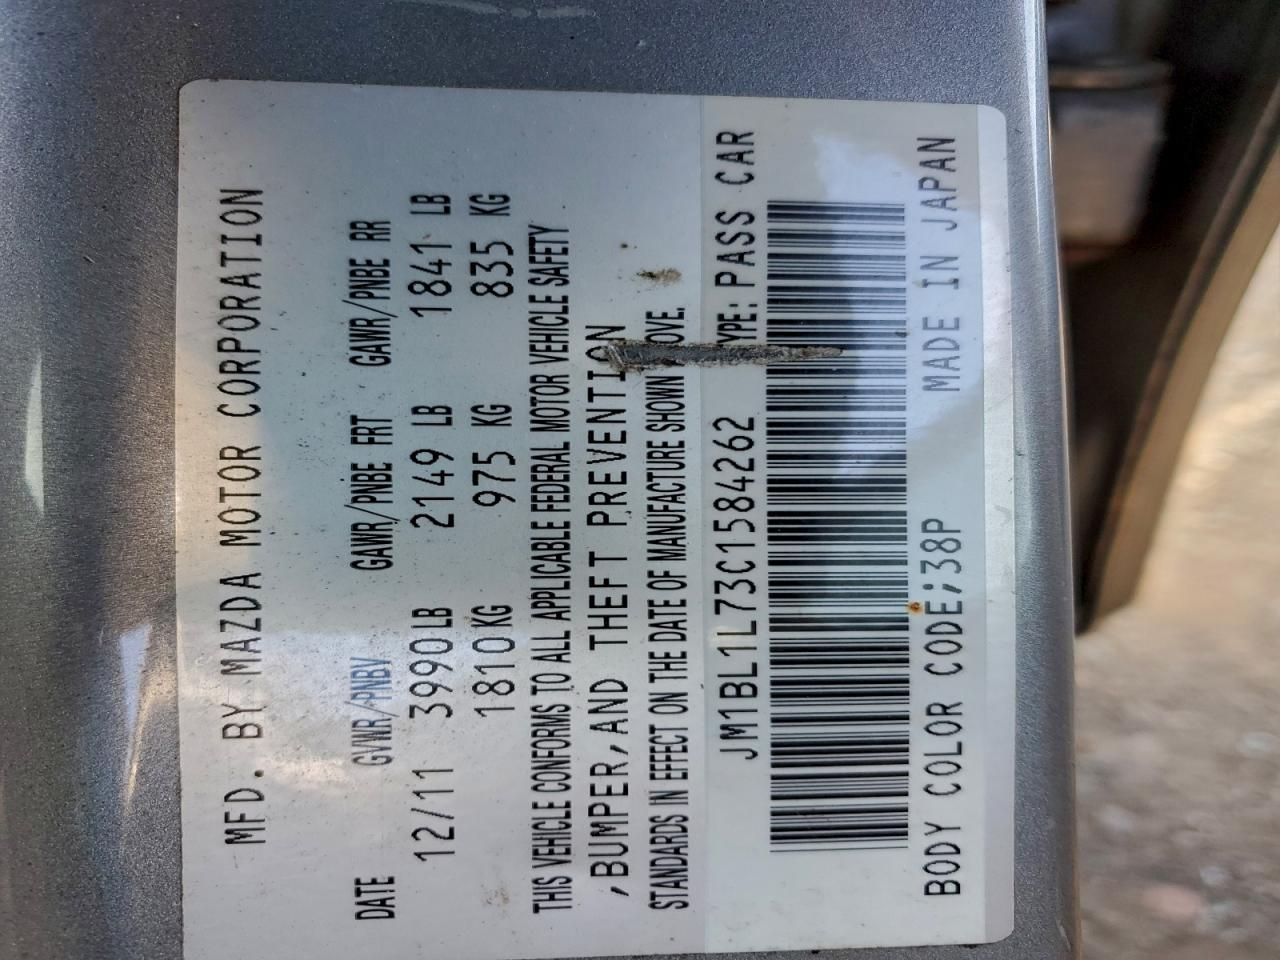 MFD. BY MAZDA MOTOR CORPORATION
DATE GVWR/PNBV GAWR/PNBE FRT GAWR/PNBE RR
12/11 3990 LB 2149 LB 1841 LB
1810 KG 975 KG 835 KG
THIS VEHICLE CONFORMS TO ALL APPLICABLE FEDERAL MOTOR VEHICLE SAFETY
,BUMPER,AND THEFT PREVENTION
STANDARDS IN EFFECT ON THE DATE OF MANUFACTURE SHOWN
JM1BL1L73C1584262 PASS CAR
BODY COLOR CODE;38P MADE IN JAPAN